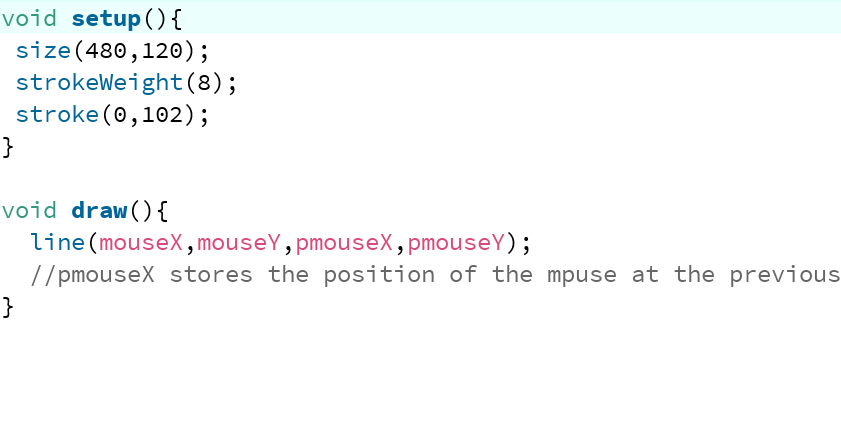 void setup(){
size(480,120);
strokeWeight(8);
stroke(0,102);
}
void draw(){
line(mouseX,mouseY,pmouseX,pmouseY);
//pmouseX stores the position of the mpuse at the previous
}